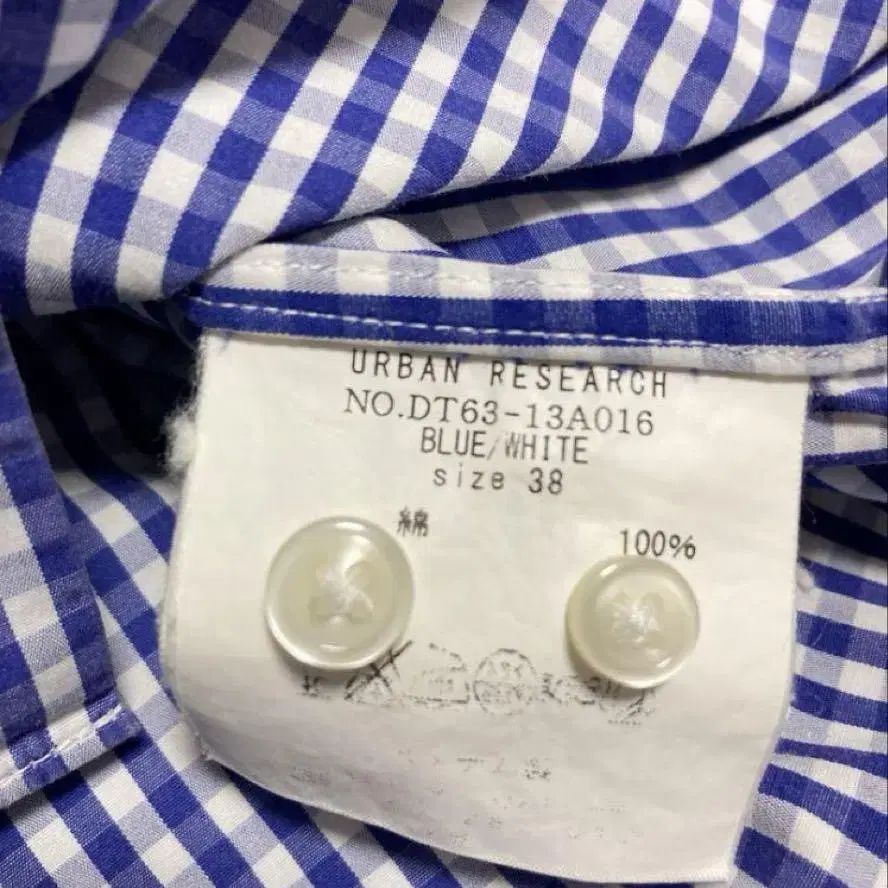 URBAN RESEARCH
NO.DT63-13A016
BLUE/WHITE
size 38
綿 100%